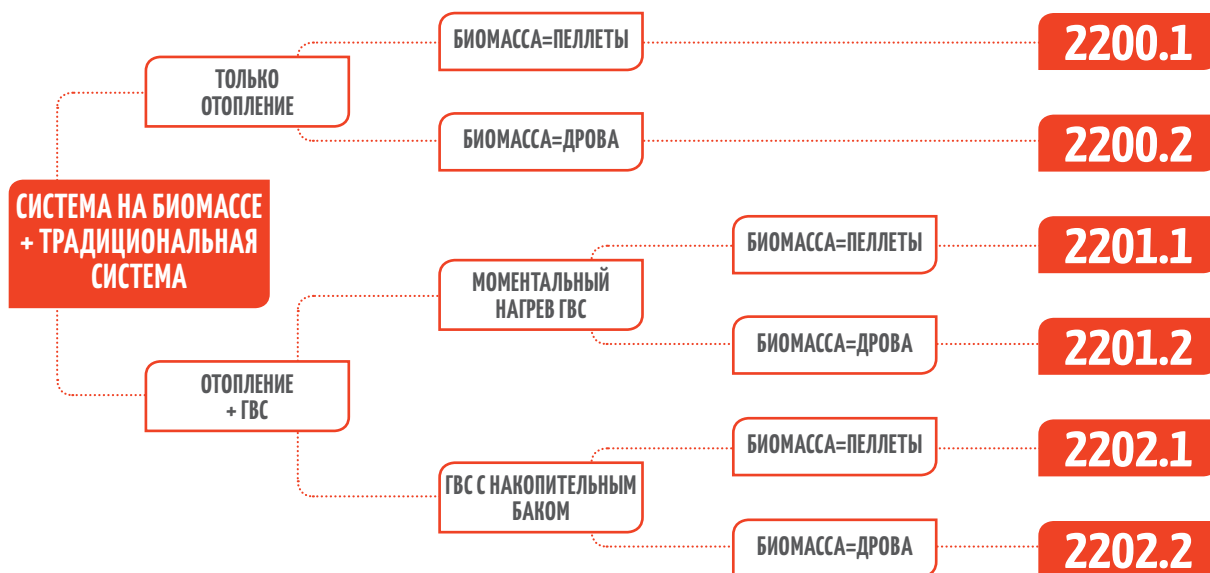 БИОМАССА=ПЕЛЛЕТЫ
2200.1
ТОЛЬКО
ОТОПЛЕНИЕ
БИОМАССА=ДРОВА
2200.2
СИСТЕМА НА БИОМАССЕ
+ ТРАДИЦИОНАЛЬНАЯ
СИСТЕМА
БИОМАССА=ПЕЛЛЕТЫ
2201.1
МОМЕНТАЛЬНЫЙ
НАГРЕВ ГВС
БИОМАССА=ДРОВА
2201.2
ОТОПЛЕНИЕ
+ ГВС
БИОМАССА=ПЕЛЛЕТЫ
2202.1
ГВС С НАКОПИТЕЛЬНЫМ
БАКОМ
БИОМАССА=ДРОВА
2202.2